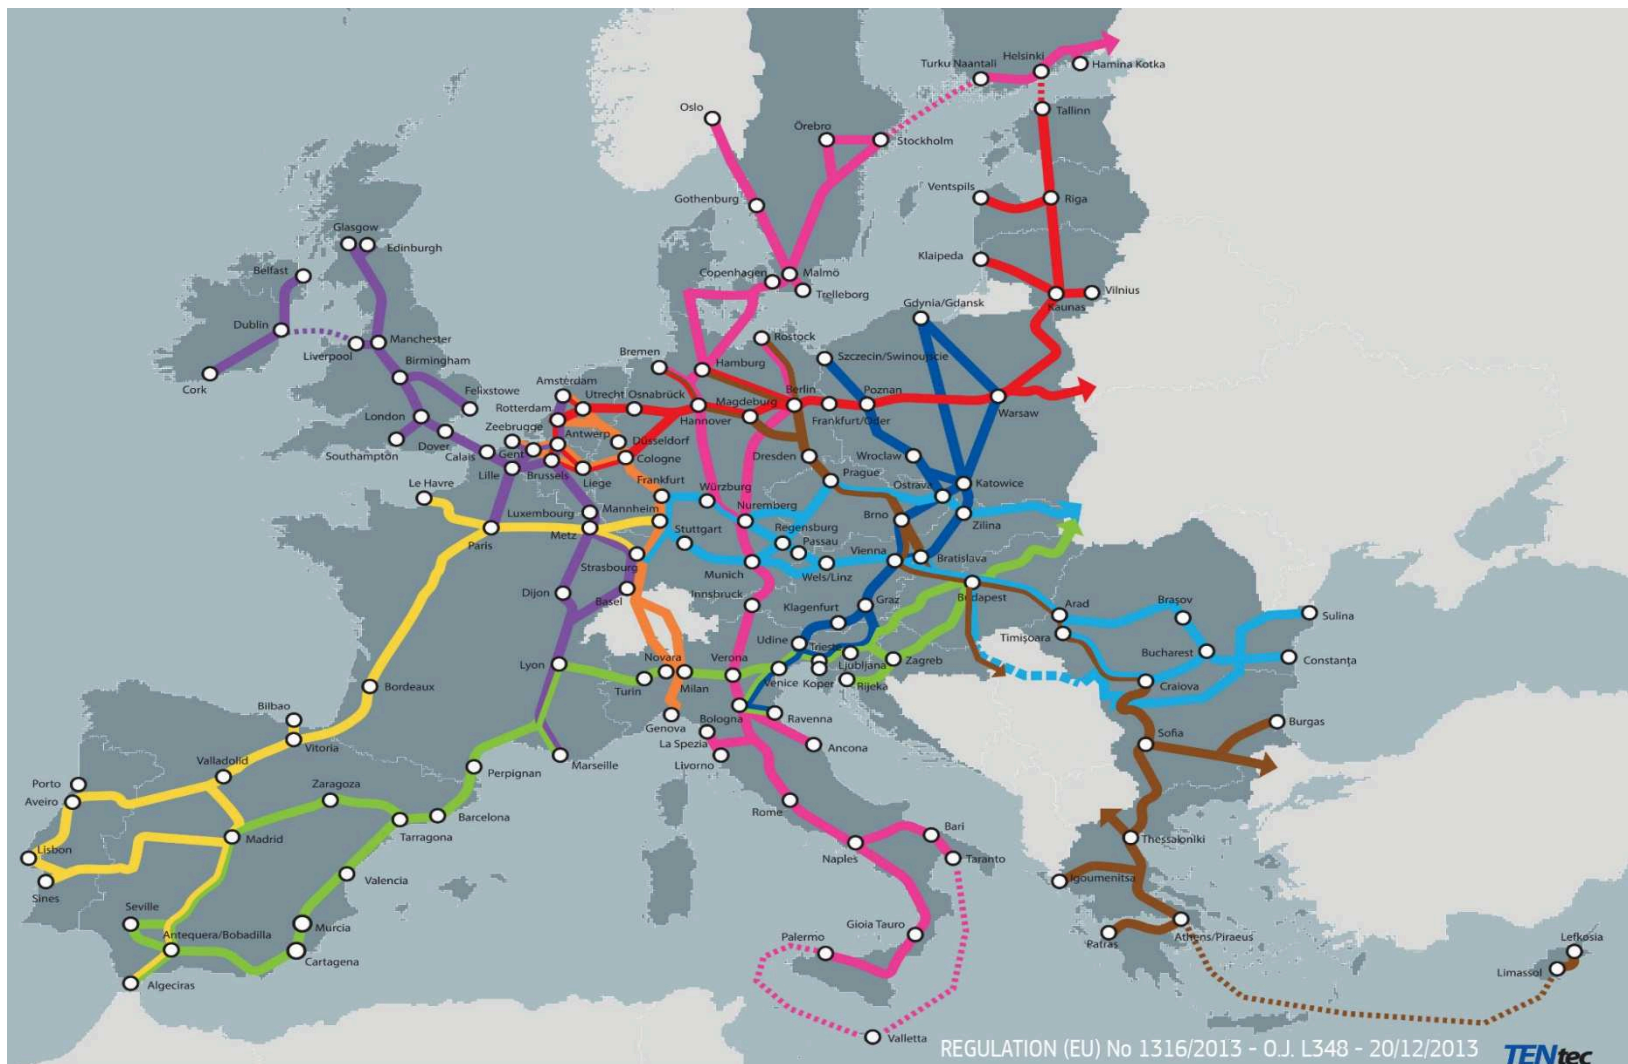 Helsinki
Turku Naantali
Hamina Kotka
Oslo
Tallinn
Örebro
Stockholm
Ventspils
Riga
Gothenburg
Glasgow
Edinburgh
Klaipeda
Belfast
Copenhagen
Malmö
Trelleborg
Vilnius
Kaunas
Gdynia/Gdansk
Dublin
Liverpool
Manchester
Rostock
Bremen
Hamburg
Szczecin/Swinoujscie
Birmingham
Cork
Felixstowe
Amsterdam
Utrecht
Osnabrück
Magdeburg
Berlin
Poznan
Warsaw
London
Rotterdam
Hannover
Frankfurt/Oder
Zeebrugge
Dover
Antwerp
Düsseldorf
Southampton
Calais
Gent
Cologne
Dresden
Wroclaw
Lille
Brussels
Liege
Prague
Le Havre
Frankfurt
Würzburg
Ostrava
Katowice
Luxembourg
Mannheim
Nuremberg
Brno
Zilina
Paris
Metz
Stuttgart
Regensburg
Passau
Vienna
Bratislava
Strasbourg
Munich
Wels/Linz
Dijon
Basel
Innsbruck
Klagenfurt
Graz
Budapest
Arad
Braşov
Sulina
Udine
Trieste
Timişoara
Bucharest
Constanţa
Lyon
Novara
Verona
Ljubljana
Zagreb
Turin
Milan
Venice
Koper
Rijeka
Craiova
Bordeaux
Bilbao
Genova
Bologna
Ravenna
Burgas
Vitoria
La Spezia
Ancona
Sofia
Valladolid
Perpignan
Marseille
Livorno
Porto
Aveiro
Zaragoza
Barcelona
Rome
Madrid
Tarragona
Bari
Thessaloniki
Lisbon
Naples
Taranto
Valencia
Igoumenitsa
Sines
Seville
Murcia
Gioia Tauro
Antequera/Bobadilla
Palermo
Patras
Athens/Piraeus
Lefkosia
Cartagena
Limassol
Algeciras
Valletta
REGULATION (EU) No 1316/2013 - O.J. L348 - 20/12/2013
TENtec